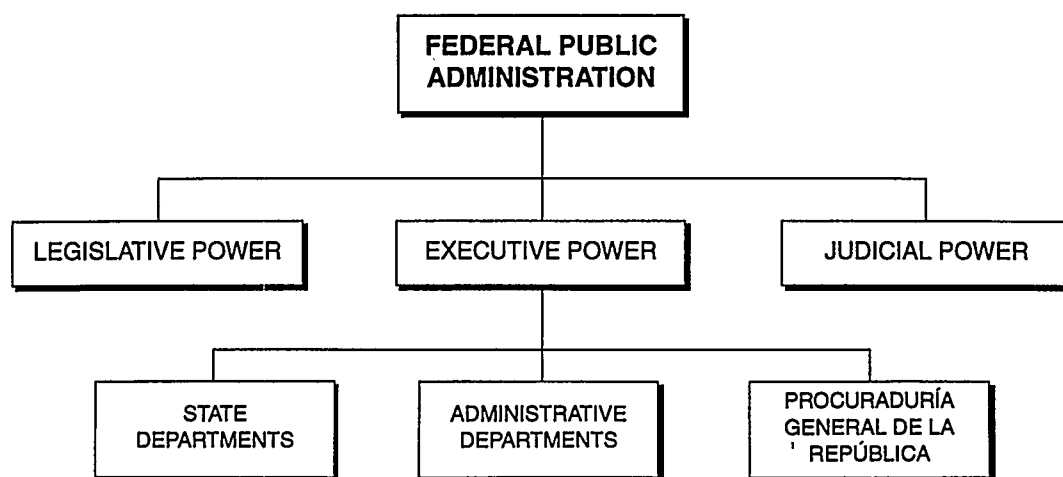 FEDERAL PUBLIC
ADMINISTRATION
LEGISLATIVE POWER
EXECUTIVE POWER
JUDICIAL POWER
STATE
DEPARTMENTS
ADMINISTRATIVE
DEPARTMENTS
PROCURADURÍA
GENERAL DE LA
REPÚBLICA